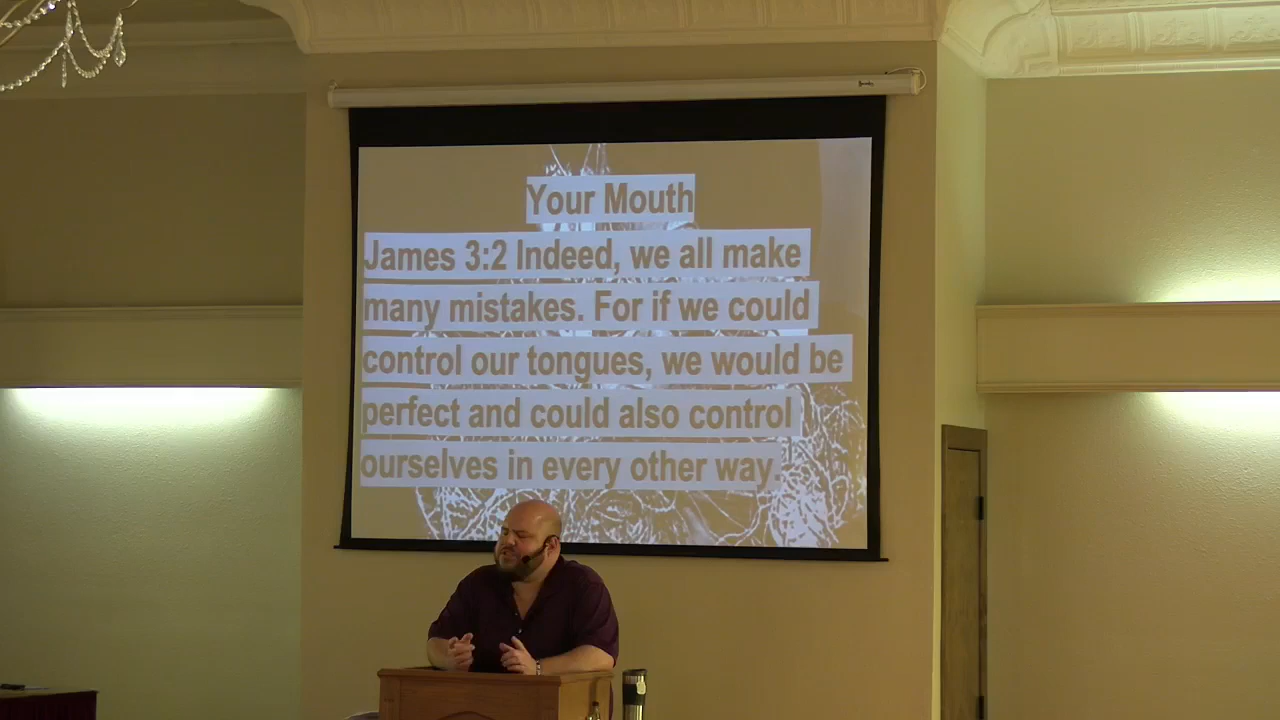 Your Mouth
James 3:2 Indeed, we all make
many mistakes. For if we could
control our tongues, we would be
perfect and could also control
ourselves in every other way.